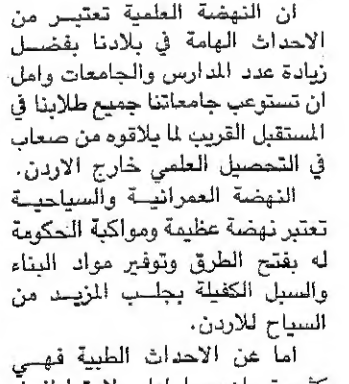 ان النهضة العلمية تعتبر من
الاحداث الهامة في بلادنا بفضل
زيادة عدد المدارس والجامعات وامل
ان تستوعب جامعاتنا جميع طلابنا في
المستقبل القريب لما يلاقوه من صعاب
في التحصيل العلمي خارج الاردن.
النهضة العمرانية والسياحية
تعتبر نهضة عظيمة ومواكبة الحكومة
له بفتح الطرق وتوفير مواد البناء
والسبل الكفيلة بجلب المزيد من
السياح للاردن.
اما عن الاحداث الطبية فهي